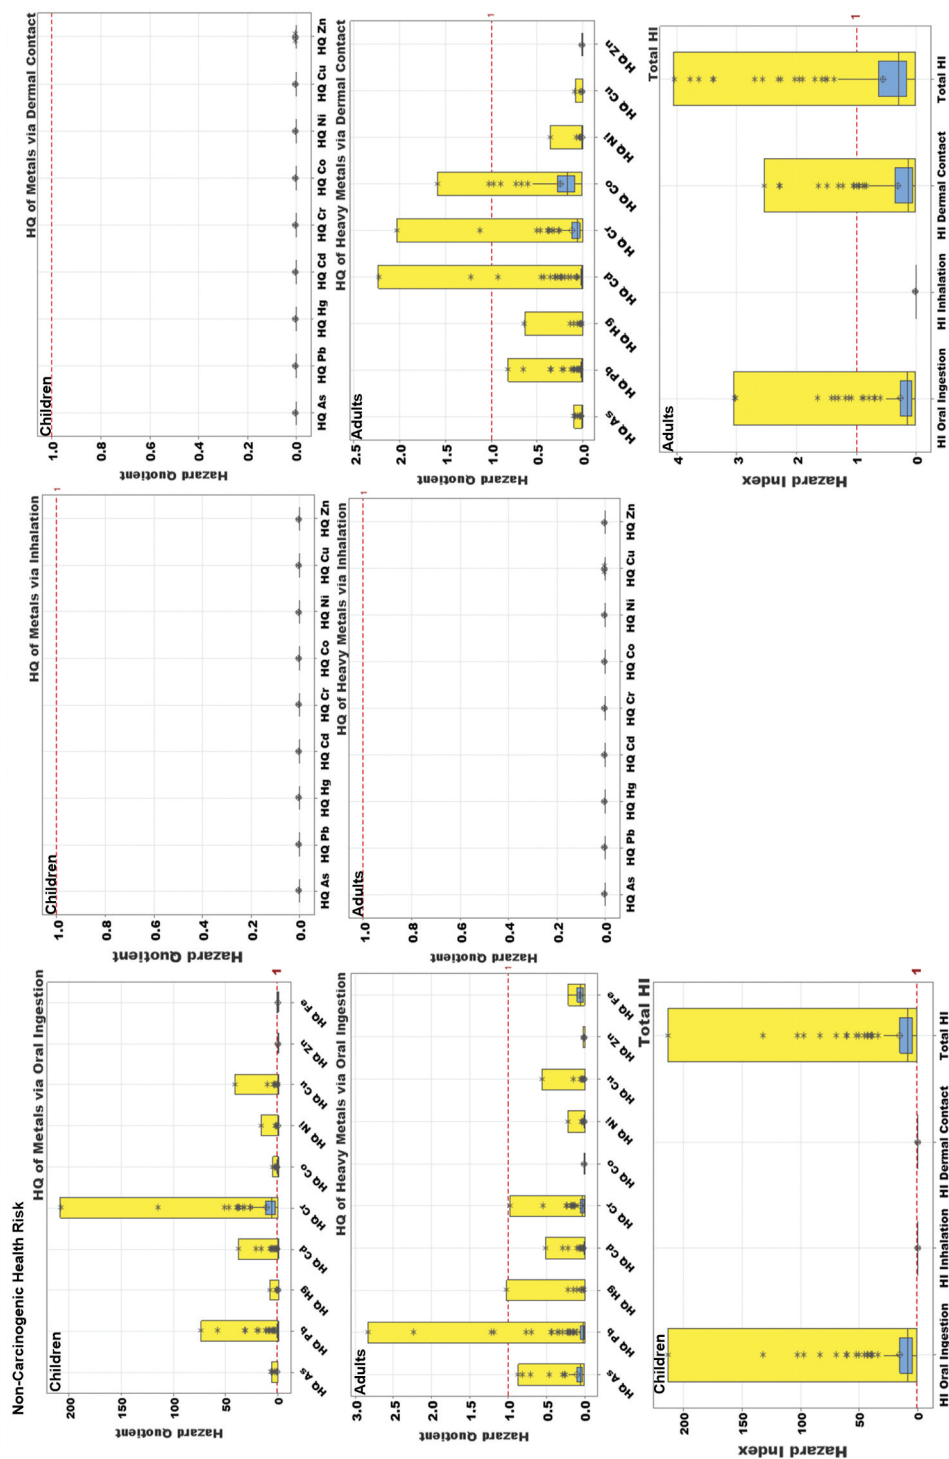 Non-Carcinogenic Health Risk
HQ of Metals via Oral Ingestion
Children
Hazard Quotient
200
150
100
50
0
1
HQ As HQ Pb HQ Hg HQ Cd HQ Cr HQ Co HQ Ni HQ Cu HQ Zn HQ Fe
HQ of Metals via Inhalation
Children
Hazard Quotient
1.0
0.8
0.6
0.4
0.2
0.0
1
HQ As HQ Pb HQ Hg HQ Cd HQ Cr HQ Co HQ Ni HQ Cu HQ Zn
HQ of Metals via Dermal Contact
Children
Hazard Quotient
1.0
0.8
0.6
0.4
0.2
0.0
1
HQ As HQ Pb HQ Hg HQ Cd HQ Cr HQ Co HQ Ni HQ Cu HQ Zn
HQ of Heavy Metals via Oral Ingestion
Adults
Hazard Quotient
3.0
2.5
2.0
1.5
1.0
0.5
0.0
1
HQ As HQ Pb HQ Hg HQ Cd HQ Cr HQ Co HQ Ni HQ Cu HQ Zn HQ Fe
HQ of Heavy Metals via Inhalation
Adults
Hazard Quotient
1.0
0.8
0.6
0.4
0.2
0.0
1
HQ As HQ Pb HQ Hg HQ Cd HQ Cr HQ Co HQ Ni HQ Cu HQ Zn
HQ of Heavy Metals via Dermal Contact
Adults
Hazard Quotient
2.5
2.0
1.5
1.0
0.5
0.0
1
HQ As HQ Pb HQ Hg HQ Cd HQ Cr HQ Co HQ Ni HQ Cu HQ Zn
Total HI
Children
Hazard Index
200
150
100
50
0
1
HI Oral Ingestion HI Inhalation HI Dermal Contact Total HI
Total HI
Adults
Hazard Index
4
3
2
1
0
1
HI Oral Ingestion HI Inhalation HI Dermal Contact Total HI